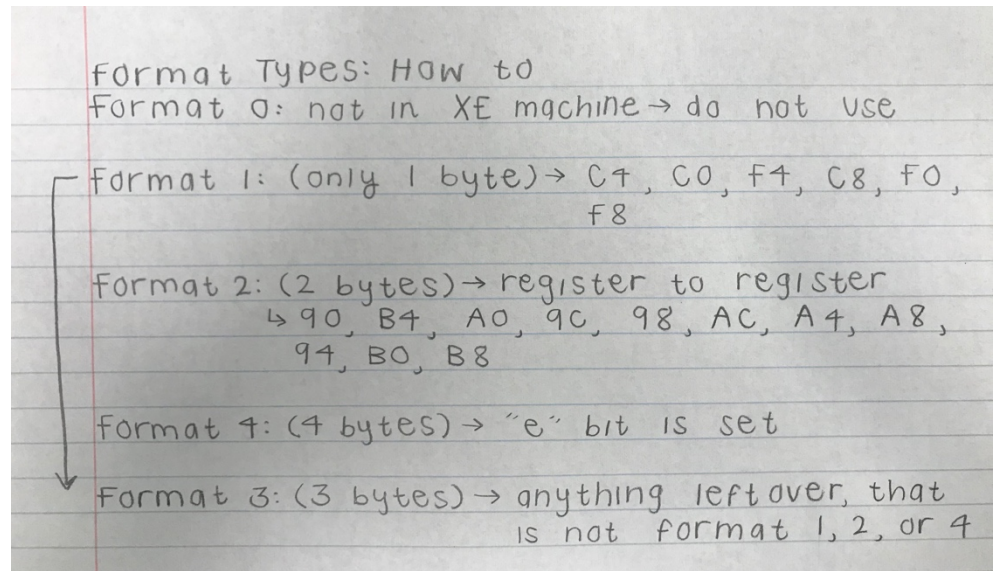 Format Types: How to
Format 0: not in XE machine → do not use
Format 1: (only 1 byte) → C4, C0, F4, C8, F0,
F8
Format 2: (2 bytes) → register to register
↳ 90, B4, A0, 9C, 98, AC, A4, A8,
94, B0, B8
Format 4: (4 bytes) → "e" bit is set
Format 3: (3 bytes) → anything left over, that
is not format 1, 2, or 4